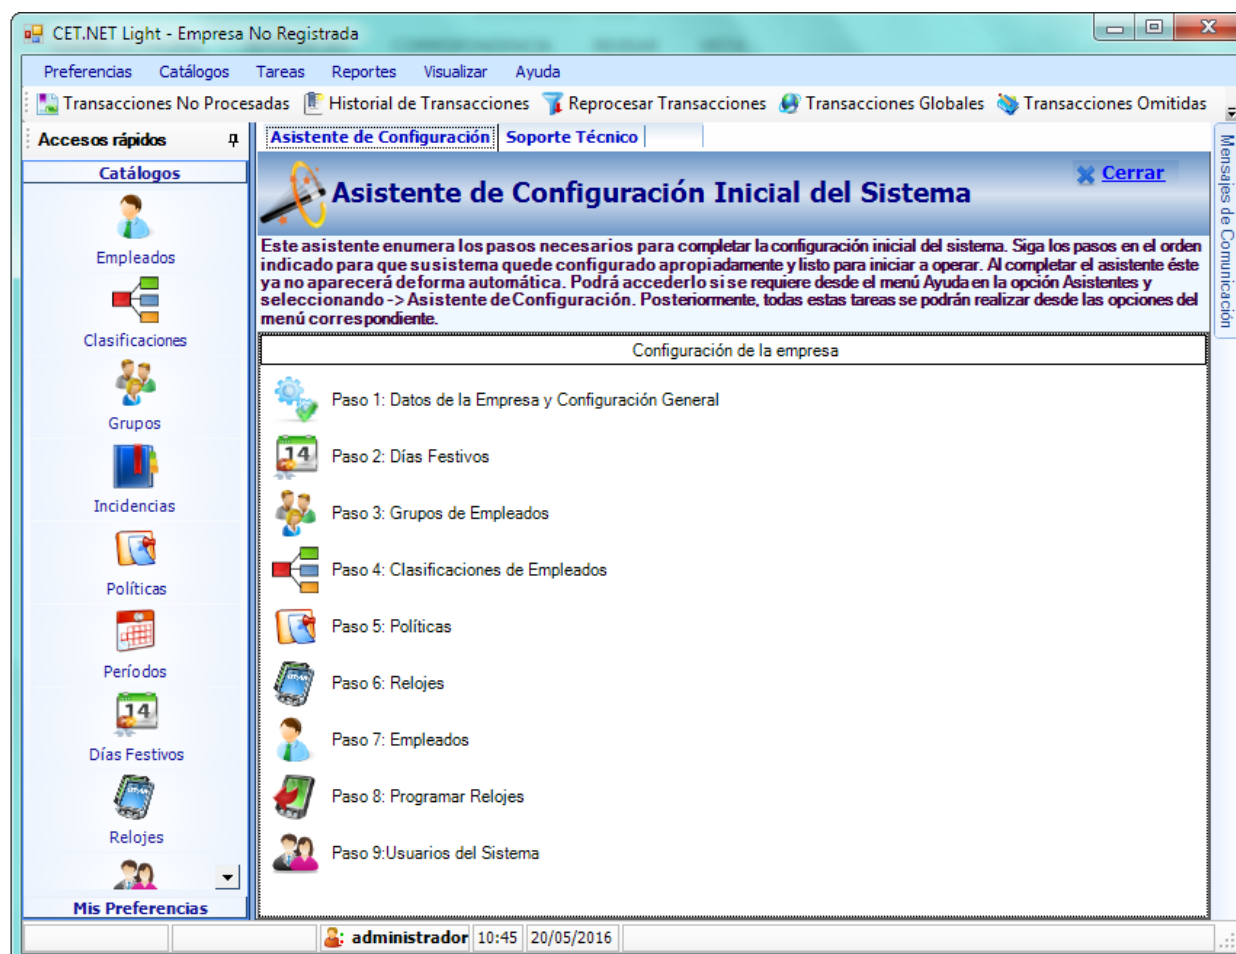 CET.NET Light - Empresa No Registrada
Preferencias Catálogos Tareas Reportes Visualizar Ayuda
Transacciones No Procesadas Historial de Transacciones Reprocesar Transacciones Transacciones Globales Transacciones Omitidas
Accesos rápidos
Catálogos
Empleados
Clasificaciones
Grupos
Incidencias
Políticas
Períodos
14
Días Festivos
Relojes
Mis Preferencias
Asistente de Configuración Soporte Técnico
Asistente de Configuración Inicial del Sistema
Cerrar
Este asistente enumera los pasos necesarios para completar la configuración inicial del sistema. Siga los pasos en el orden
indicado para que su sistema quede configurado apropiadamente y listo para iniciar a operar. Al completar el asistente éste
ya no aparecerá de forma automática. Podrá accederlo si se requiere desde el menú Ayuda en la opción Asistentes y
seleccionando -> Asistente de Configuración. Posteriormente, todas estas tareas se podrán realizar desde las opciones del
menú correspondiente.
Configuración de la empresa
Paso 1: Datos de la Empresa y Configuración General
14
Paso 2: Días Festivos
Paso 3: Grupos de Empleados
Paso 4: Clasificaciones de Empleados
Paso 5: Políticas
Paso 6: Relojes
Paso 7: Empleados
Paso 8: Programar Relojes
Paso 9:Usuarios del Sistema
Mensajes de Comunicación
administrador 10:45 20/05/2016